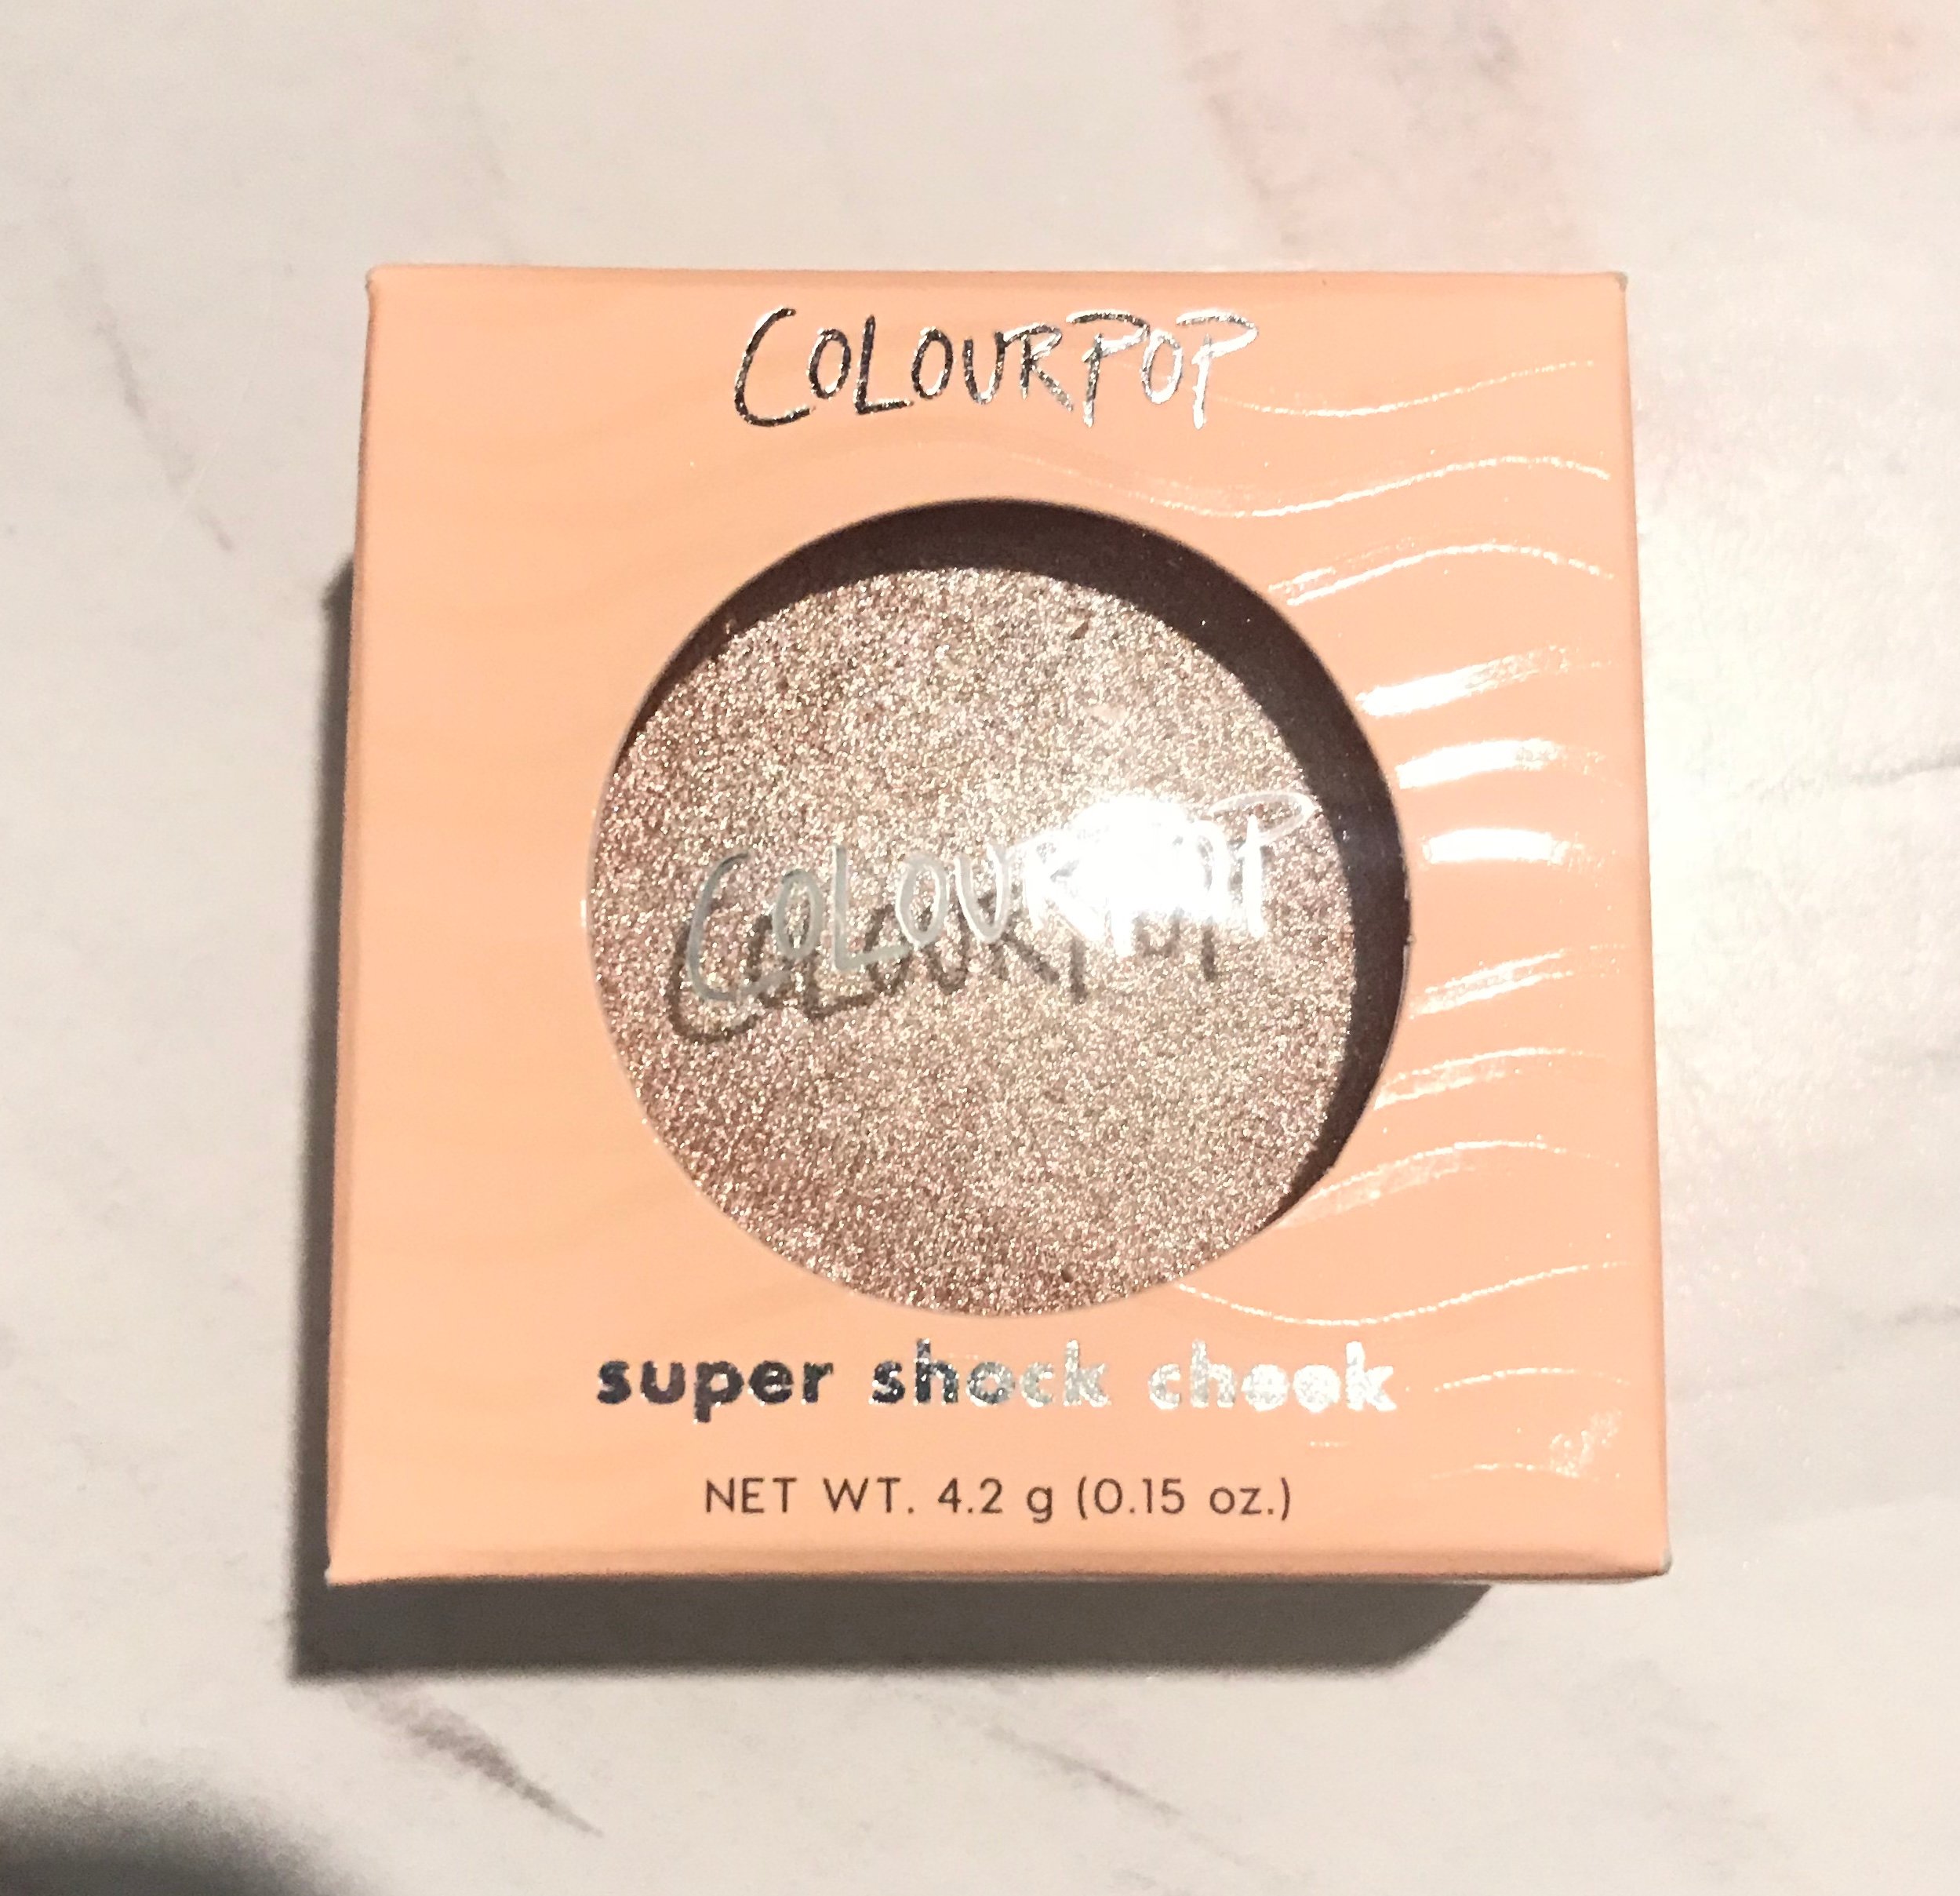 COLOURPOP
COLOURPOP
super shock cheek
NET WT. 4.2 g (0.15 oz.)